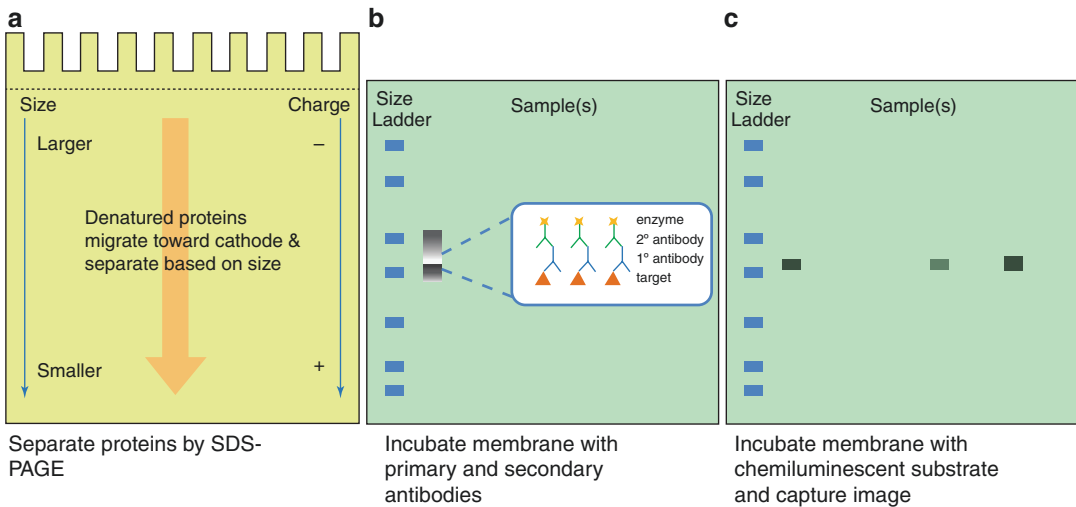 a
Size
Charge
Larger
–
Denatured proteins
migrate toward cathode &
separate based on size
Smaller
+
Separate proteins by SDS-
PAGE
b
Size
Ladder
Sample(s)
enzyme
2º antibody
1º antibody
target
Incubate membrane with
primary and secondary
antibodies
c
Size
Ladder
Sample(s)
Incubate membrane with
chemiluminescent substrate
and capture image